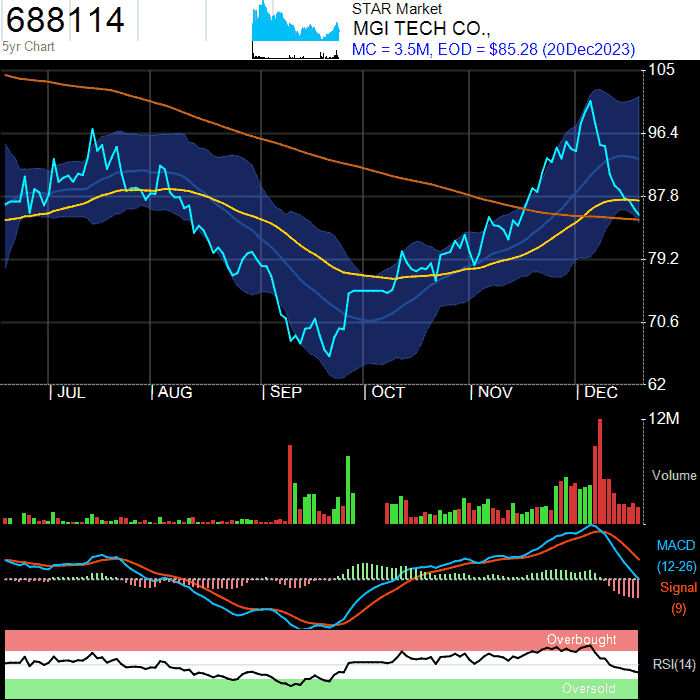 688114
5yr Chart
STAR Market
MGI TECH CO.,
MC = 3.5M, EOD = $85.28 (20Dec2023)
105
96.4
87.8
79.2
70.6
62
| JUL | AUG | SEP | OCT | NOV | DEC
12M
Volume
MACD
(12-26)
Signal
(9)
Overbought
RSI(14)
Oversold